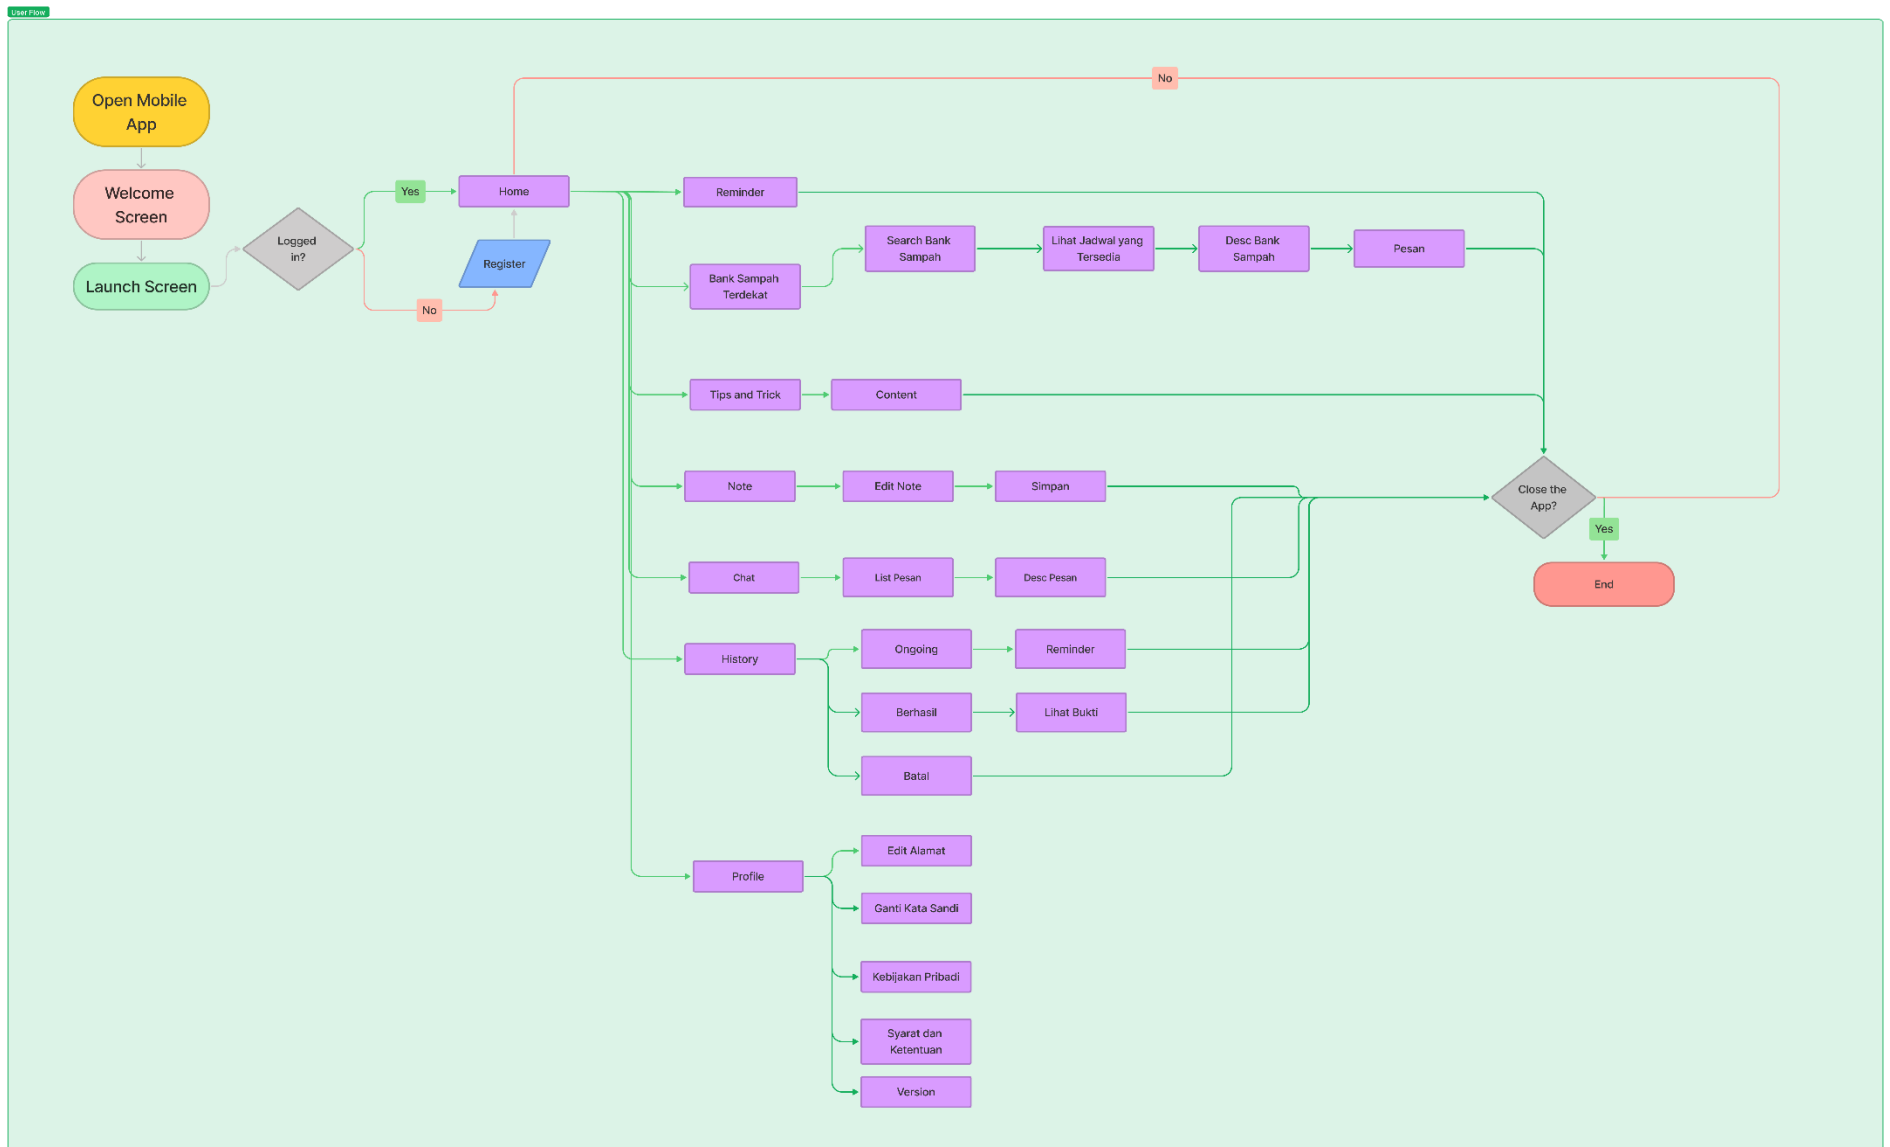 User Flow
Open Mobile
App
Welcome
Screen
Launch Screen
Logged
in?
Yes
No
Register
Home
No
Reminder
Bank Sampah
Terdekat
Search Bank
Sampah
Lihat Jadwal yang
Tersedia
Desc Bank
Sampah
Pesan
Tips and Trick
Content
Note
Edit Note
Simpan
Chat
List Pesan
Desc Pesan
History
Ongoing
Reminder
Berhasil
Lihat Bukti
Batal
Profile
Edit Alamat
Ganti Kata Sandi
Kebijakan Pribadi
Syarat dan
Ketentuan
Version
Close the
App?
Yes
End